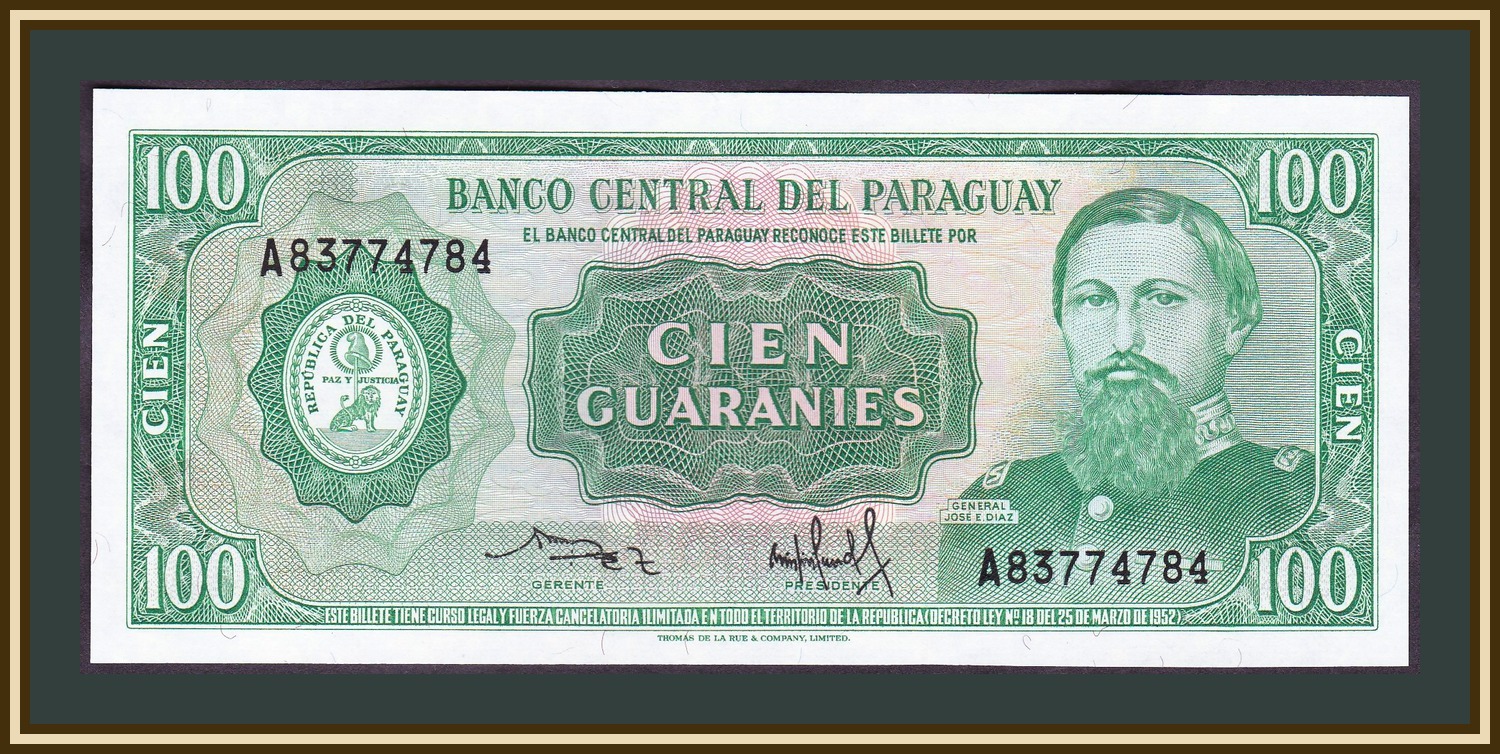 100
100
BANCO CENTRAL DEL PARAGUAY
EL BANCO CENTRAL DEL PARAGUAY RECONOCE ESTE BILLETE POR
A83774784
REPÚBLICA DEL PARAGUAY
PAZ Y JUSTICIA
CIEN
GUARANIES
CIEN
CIEN
GENERAL
JOSE E. DIAZ
A83774784
GERENTE
PRESIDENTE
100
100
ESTE BILLETE TIENE CURSO LEGAL Y FUERZA CANCELATORIA ILIMITADA EN TODO EL TERRITORIO DE LA REPUBLICA (DECRETO LEY Nº 18 DEL 25 DE MARZO DE 1952)
THOMAS DE LA RUE & COMPANY, LIMITED.